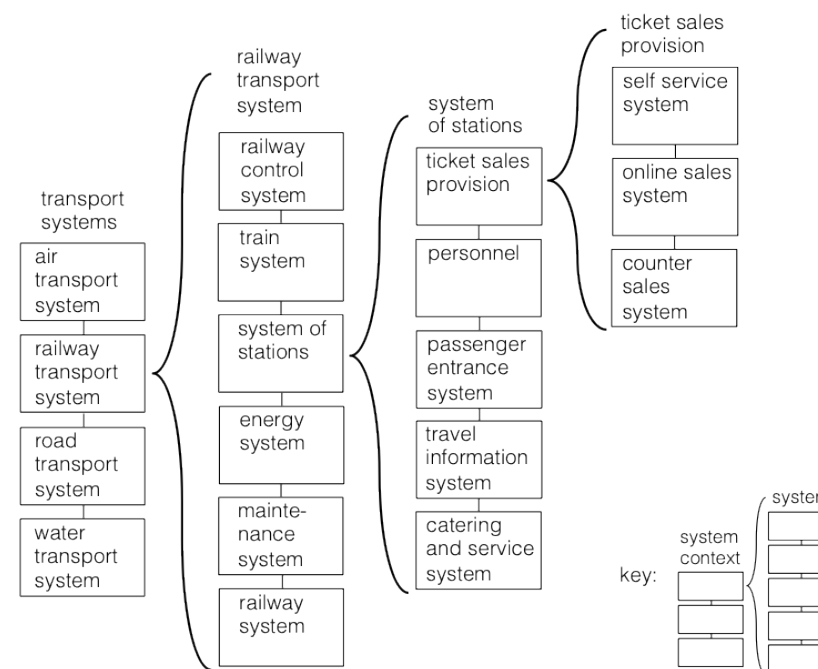 transport
systems
air
transport
system
railway
transport
system
road
transport
system
water
transport
system
railway
transport
system
railway
control
system
train
system
system of
stations
energy
system
mainte-
nance
system
railway
system
system
of stations
ticket sales
provision
personnel
passenger
entrance
system
travel
information
system
catering
and service
system
ticket sales
provision
self service
system
online sales
system
counter
sales
system
key:
system
context
system